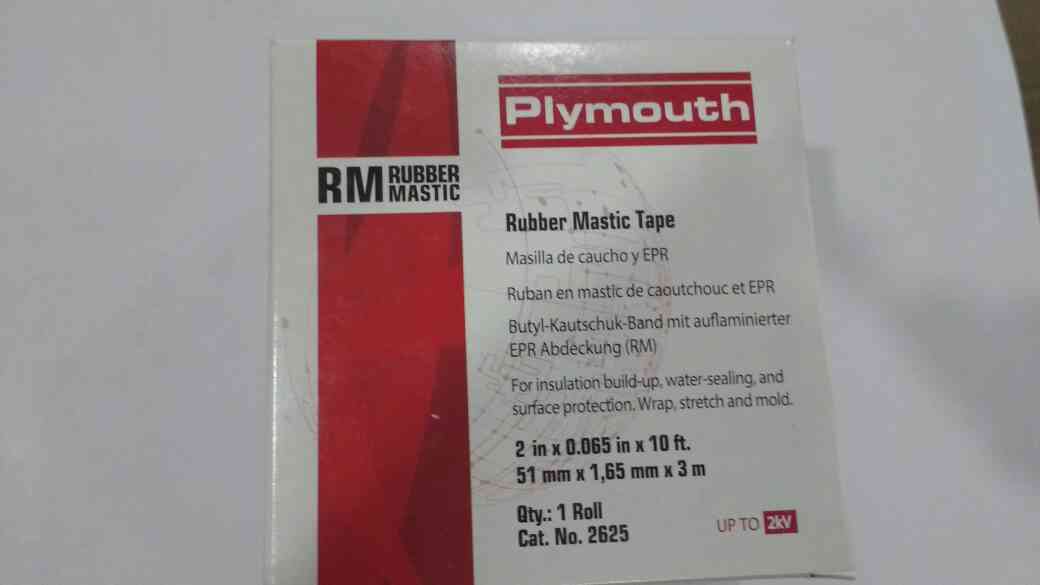 Plymouth
RM RUBBER
MASTIC
Rubber Mastic Tape
Masilla de caucho y EPR
Ruban en mastic de caoutchouc et EPR
Butyl-Kautschuk-Band mit auflaminierter
EPR Abdeckung (RM)
For insulation build-up, water-sealing, and
surface protection. Wrap, stretch and mold.
2 in x 0.065 in x 10 ft.
51 mm x 1,65 mm x 3 m
Qty.: 1 Roll
Cat. No. 2625
UP TO 2kV